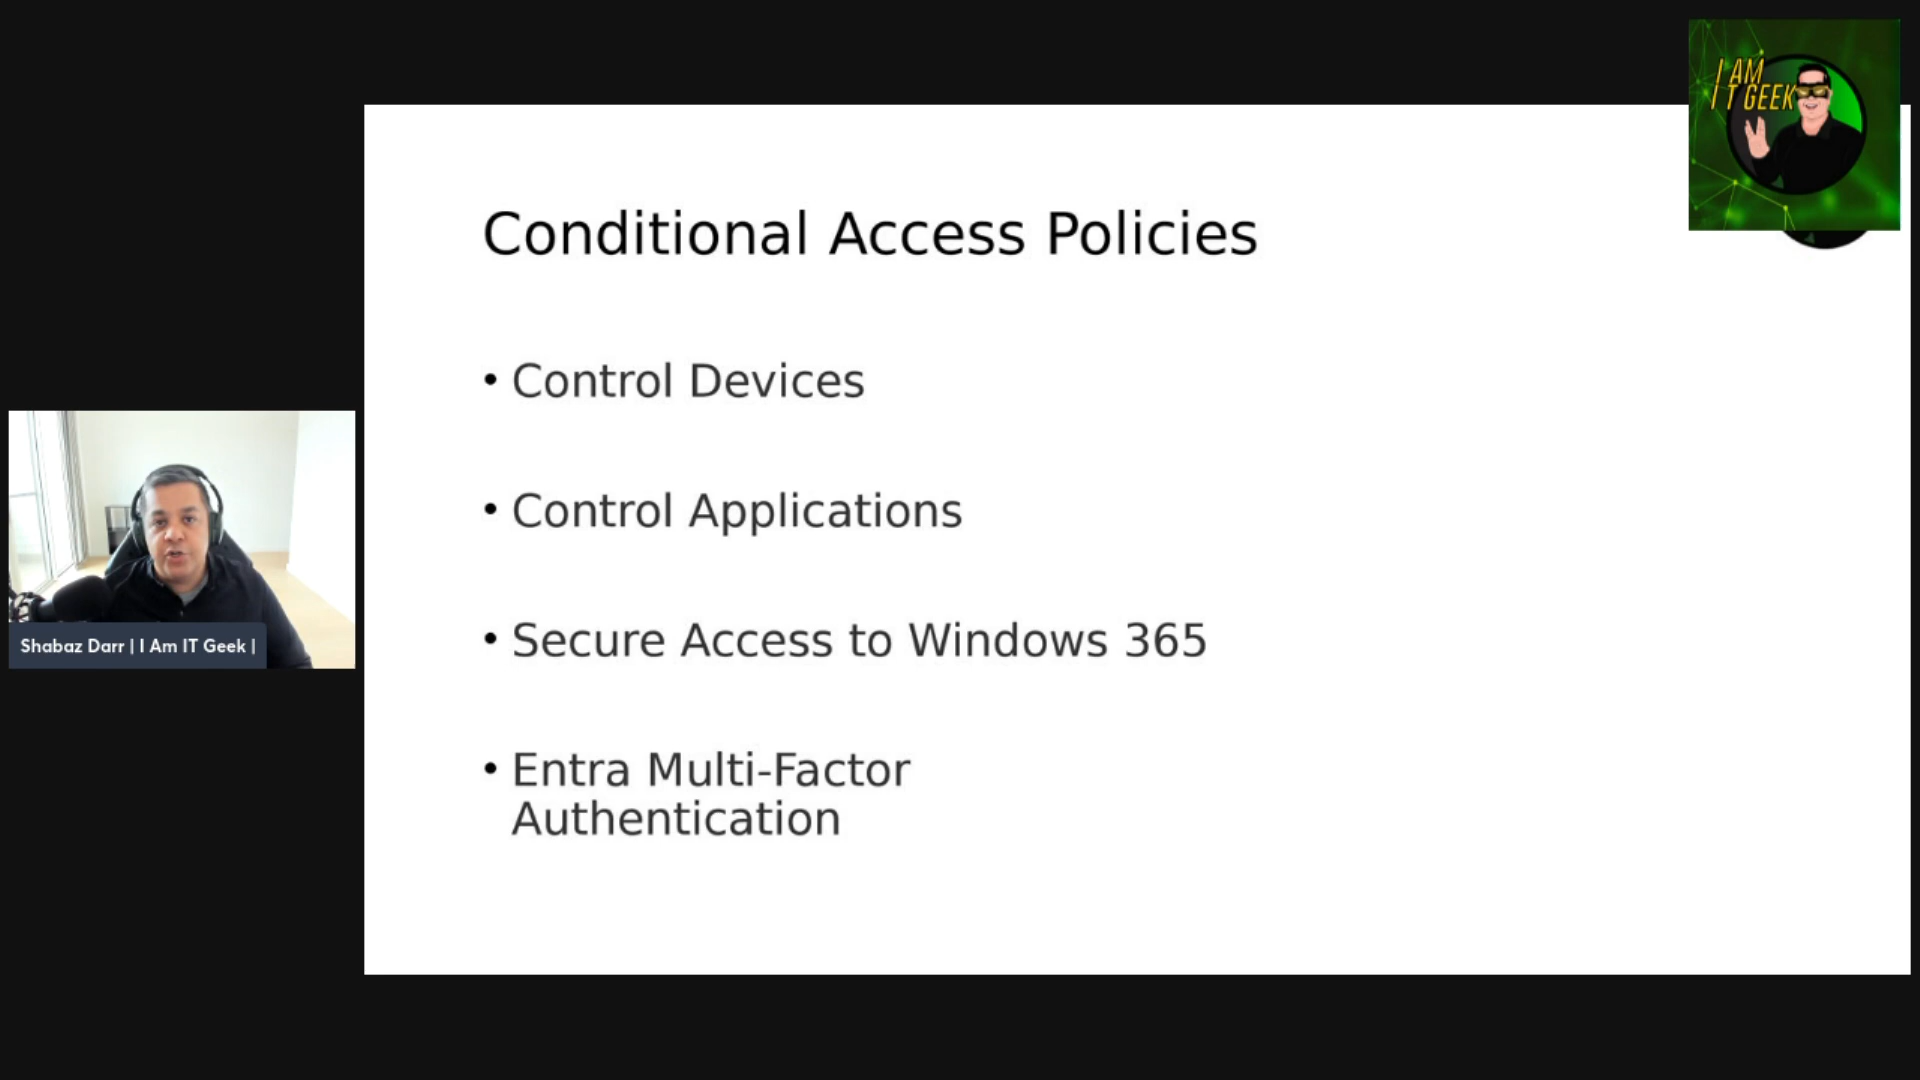 I AM
IT GEEK
Conditional Access Policies
• Control Devices
• Control Applications
• Secure Access to Windows 365
• Entra Multi-Factor
Authentication
Shabaz Darr | I Am IT Geek |